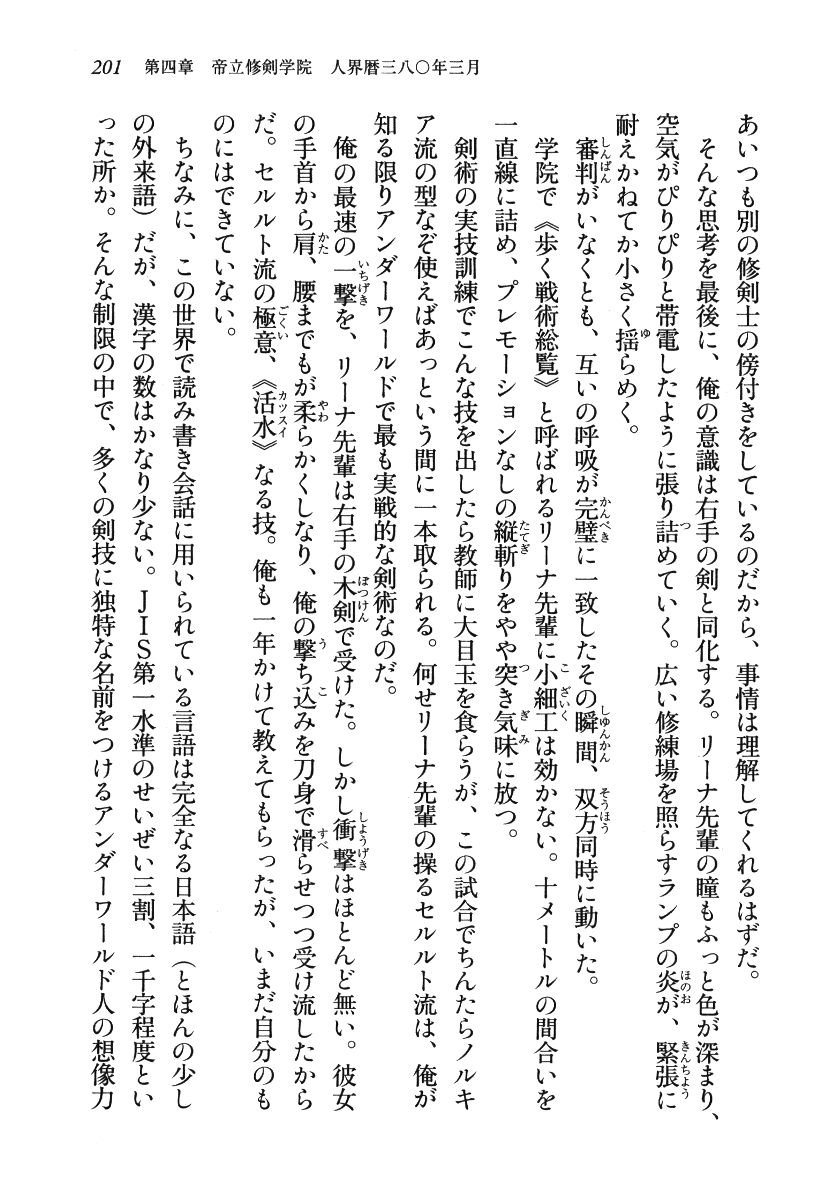 201　第四章　帝立修剣学院　人界暦三八〇年三月
あいつも別の修剣士の傍付きをしているのだから、事情は理解してくれるはずだ。
　そんな思考を最後に、俺の意識は右手の剣と同化する。リーナ先輩の瞳もふっと色が深まり、
空気がぴりぴりと帯電したように張り詰めていく。広い修練場を照らすランプの炎が、緊張に
耐えかねてか小さく揺らめく。
　審判がいなくとも、互いの呼吸が完璧に一致したその瞬間、双方同時に動いた。
　学院で《歩く戦術総覧》と呼ばれるリーナ先輩に小細工は効かない。十メートルの間合いを
一直線に詰め、プレモーションなしの縦斬りをやや突き気味に放つ。
　剣術の実技訓練でこんな技を出したら教師に大目玉を食らうが、この試合でちんたらノルキ
ア流の型なぞ使えばあっという間に一本取られる。何せリーナ先輩の操るセルルト流は、俺が
知る限りアンダーワールドで最も実戦的な剣術なのだ。
　俺の最速の一撃を、リーナ先輩は右手の木剣で受けた。しかし衝撃はほとんど無い。彼女
の手首から肩、腰までもが柔らかくしなり、俺の撃ち込みを刀身で滑らせつつ受け流したから
だ。セルルト流の極意、《活水》なる技。俺も一年かけて教えてもらったが、いまだ自分のも
のにはできていない。
　ちなみに、この世界で読み書き会話に用いられている言語は完全なる日本語（とほんの少し
の外来語）だが、漢字の数はかなり少ない。ＪＩＳ第一水準のせいぜい三割、一千字程度とい
った所か。そんな制限の中で、多くの剣技に独特な名前をつけるアンダーワールド人の想像力